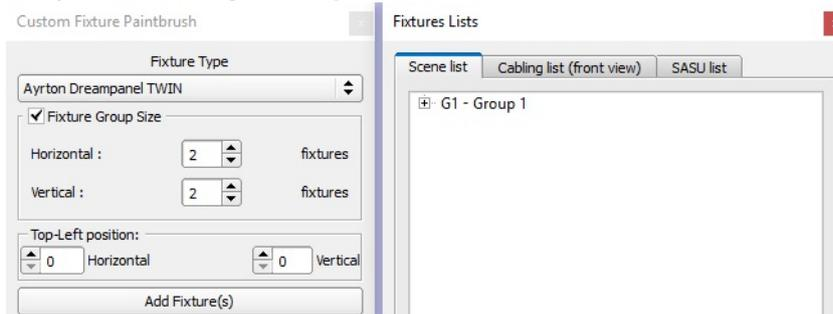 Custom Fixture Paintbrush
Fixture Type
Ayrton Dreampanel TWIN
Fixture Group Size
Horizontal : 2 fixtures
Vertical : 2 fixtures
Top-Left position:
0 Horizontal 0 Vertical
Add Fixture(s)
Fixtures Lists
Scene list Cabling list (front view) SASU list
G1 - Group 1